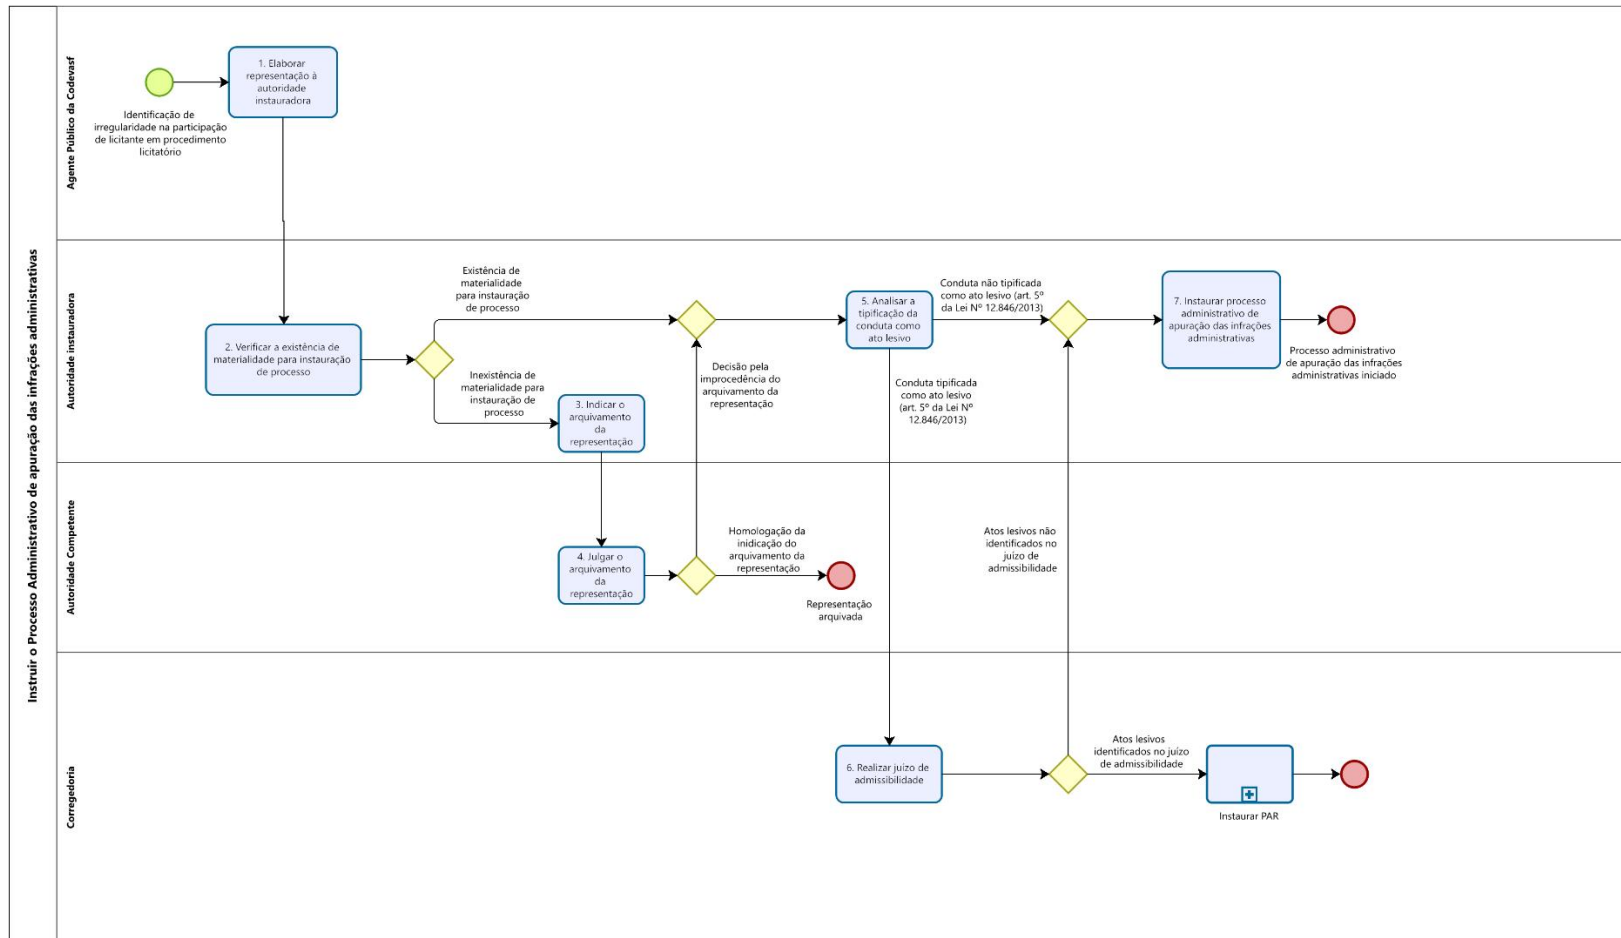 Instruir o Processo Administrativo de apuração das infrações administrativas
Agente Público da Codevasf
Identificação de
irregularidade na participação
de licitante em procedimento
licitatório
1. Elaborar
representação à
autoridade
instauradora
Autoridade instauradora
2. Verificar a existência de
materialidade para instauração
de processo
Existência de
materialidade
para instauração
de processo
Inexistência de
materialidade para
instauração de
processo
3. Indicar o
arquivamento
da
representação
Decisão pela
improcedência do
arquivamento da
representação
5. Analisar a
tipificação da
conduta como
ato lesivo
Conduta não tipificada
como ato lesivo (art. 5º
da Lei Nº 12.846/2013)
Conduta tipificada
como ato lesivo
(art. 5º da Lei Nº
12.846/2013)
7. Instaurar processo
administrativo de
apuração das infrações
administrativas
Processo administrativo
de apuração das infrações
administrativas iniciado
Autoridade Competente
4. Julgar o
arquivamento
da
representação
Homologação da
inidicação do
arquivamento da
representação
Representação
arquivada
Atos lesivos não
identificados no
juízo de
admissibilidade
Corregedoria
6. Realizar juízo de
admissibilidade
Atos lesivos
identificados no juízo
de admissibilidade
Instaurar PAR